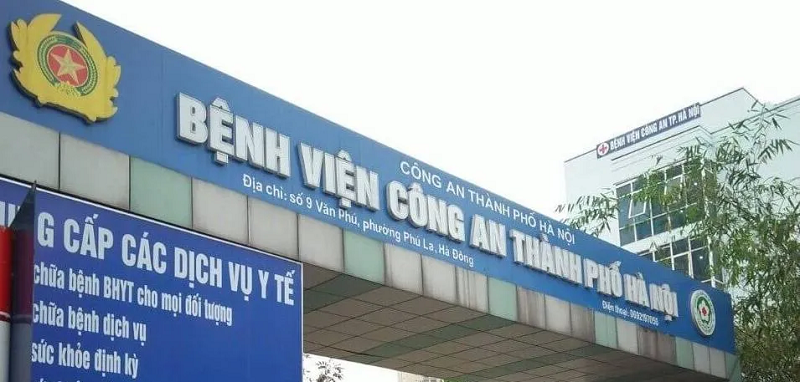 CÔNG AN THÀNH PHỐ HÀ NỘI
BỆNH VIỆN CÔNG AN THÀNH PHỐ HÀ NỘI
Địa chỉ: số 9 Văn Phú, phường Phú La, Hà Đông
Điện thoại:
BỆNH VIỆN CÔNG AN TP. HÀ NỘI
CẤP CÁC DỊCH VỤ Y TẾ
chữa bệnh BHYT cho mọi đối tượng
chữa bệnh dịch vụ
sức khỏe định kỳ